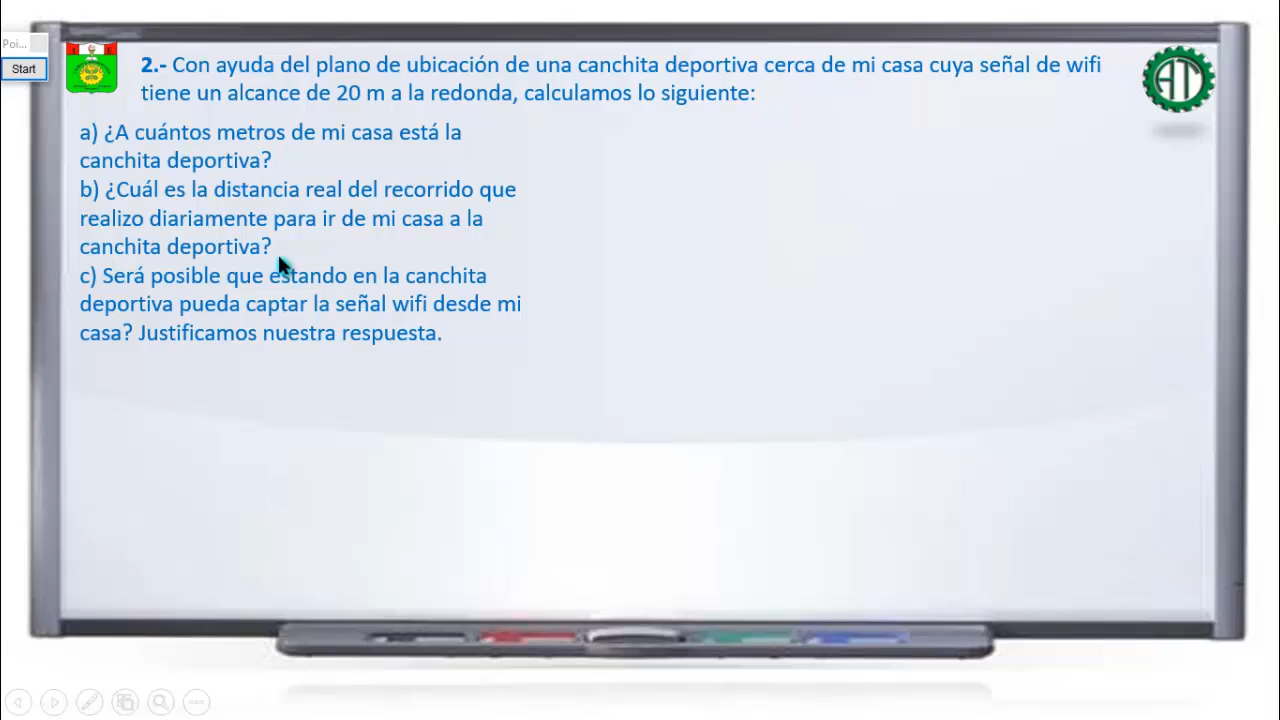 Poi...
Start
2.- Con ayuda del plano de ubicación de una canchita deportiva cerca de mi casa cuya señal de wifi
tiene un alcance de 20 m a la redonda, calculamos lo siguiente:
a) ¿A cuántos metros de mi casa está la
canchita deportiva?
b) ¿Cuál es la distancia real del recorrido que
realizo diariamente para ir de mi casa a la
canchita deportiva?
c) Será posible que estando en la canchita
deportiva pueda captar la señal wifi desde mi
casa? Justificamos nuestra respuesta.